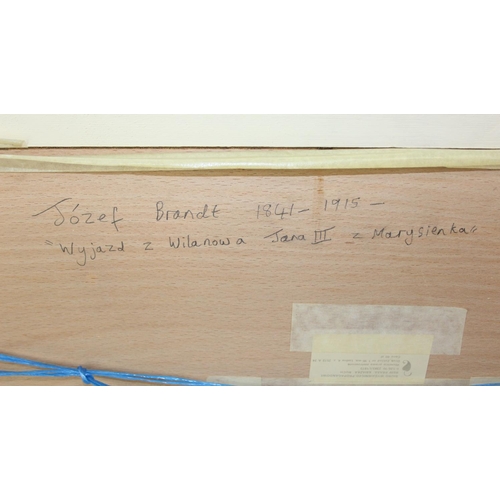 Józef Brandt 1841 - 1915 -
"Wyjazd z Wilanowa Jana III z Marysienką"